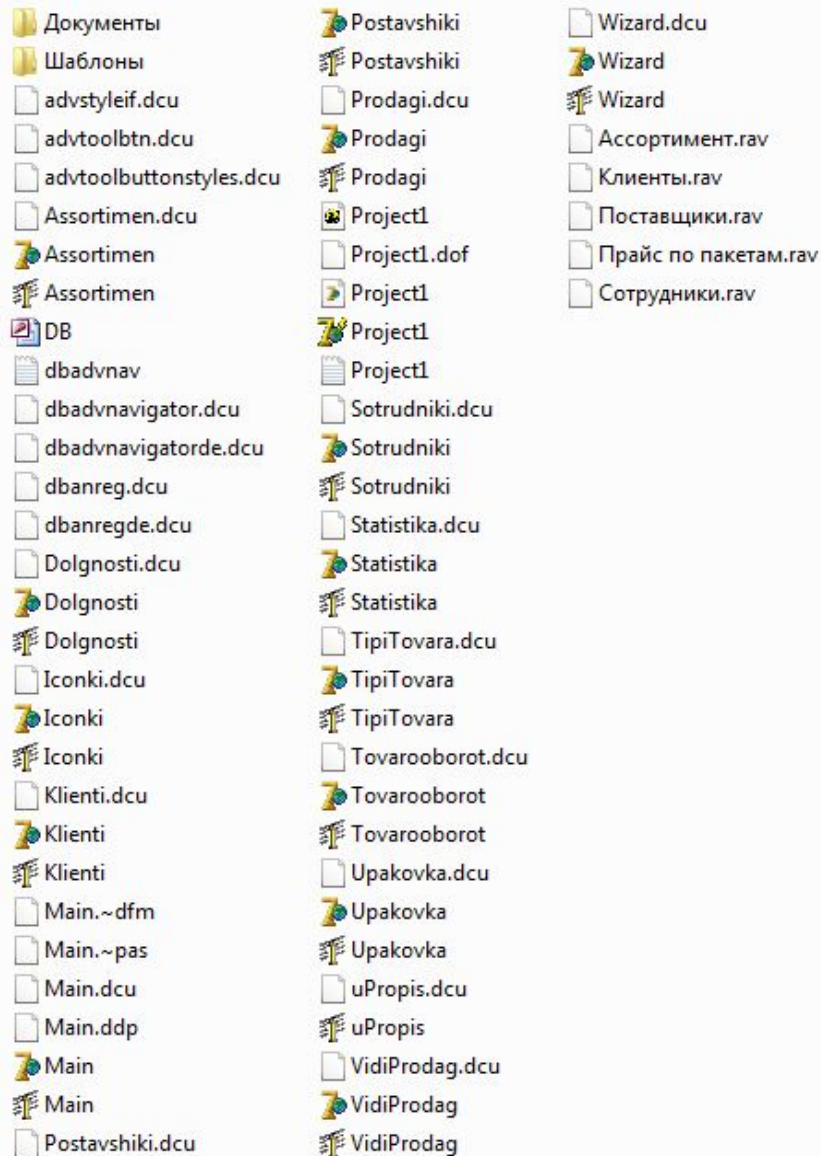 Документы
Шаблоны
advstyleif.dcu
advtoolbtn.dcu
advtoolbuttonstyles.dcu
Assortimen.dcu
Assortimen
Assortimen
DB
dbadvnav
dbadvnavigator.dcu
dbadvnavigatorde.dcu
dbanreg.dcu
dbanregde.dcu
Dolgnosti.dcu
Dolgnosti
Dolgnosti
Iconki.dcu
Iconki
Iconki
Klienti.dcu
Klienti
Klienti
Main.~dfm
Main.~pas
Main.dcu
Main.ddp
Main
Main
Postavshiki.dcu
Postavshiki
Postavshiki
Prodagi.dcu
Prodagi
Prodagi
Project1
Project1.dof
Project1
Project1
Project1
Sotrudniki.dcu
Sotrudniki
Sotrudniki
Statistika.dcu
Statistika
Statistika
TipiTovara.dcu
TipiTovara
TipiTovara
Tovarooborot.dcu
Tovarooborot
Tovarooborot
Upakovka.dcu
Upakovka
Upakovka
uPropis.dcu
uPropis
VidiProdag.dcu
VidiProdag
VidiProdag
Wizard.dcu
Wizard
Wizard
Ассортимент.rav
Клиенты.rav
Поставщики.rav
Прайс по пакетам.rav
Сотрудники.rav